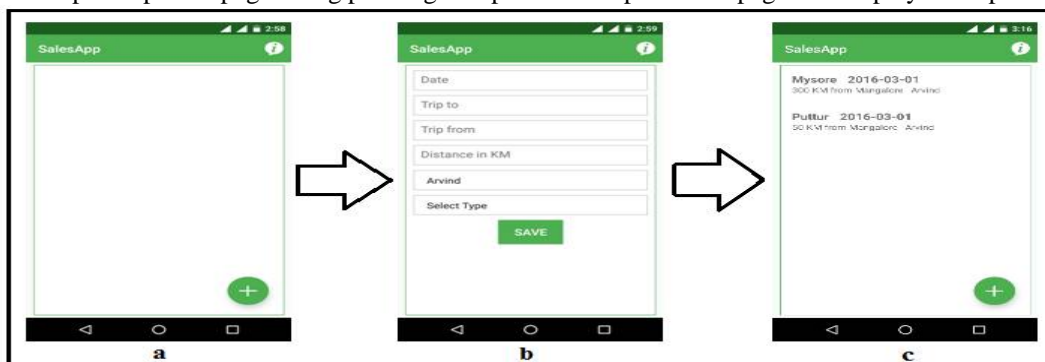 2:58
SalesApp
a
2:59
SalesApp
Date
Trip to
Trip from
Distance in KM
Arvind
Select Type
SAVE
b
3:16
SalesApp
Mysore 2016-03-01
300 KM from Mangalore Arvind
Puttur 2016-03-01
50 KM from Mangalore Arvind
c